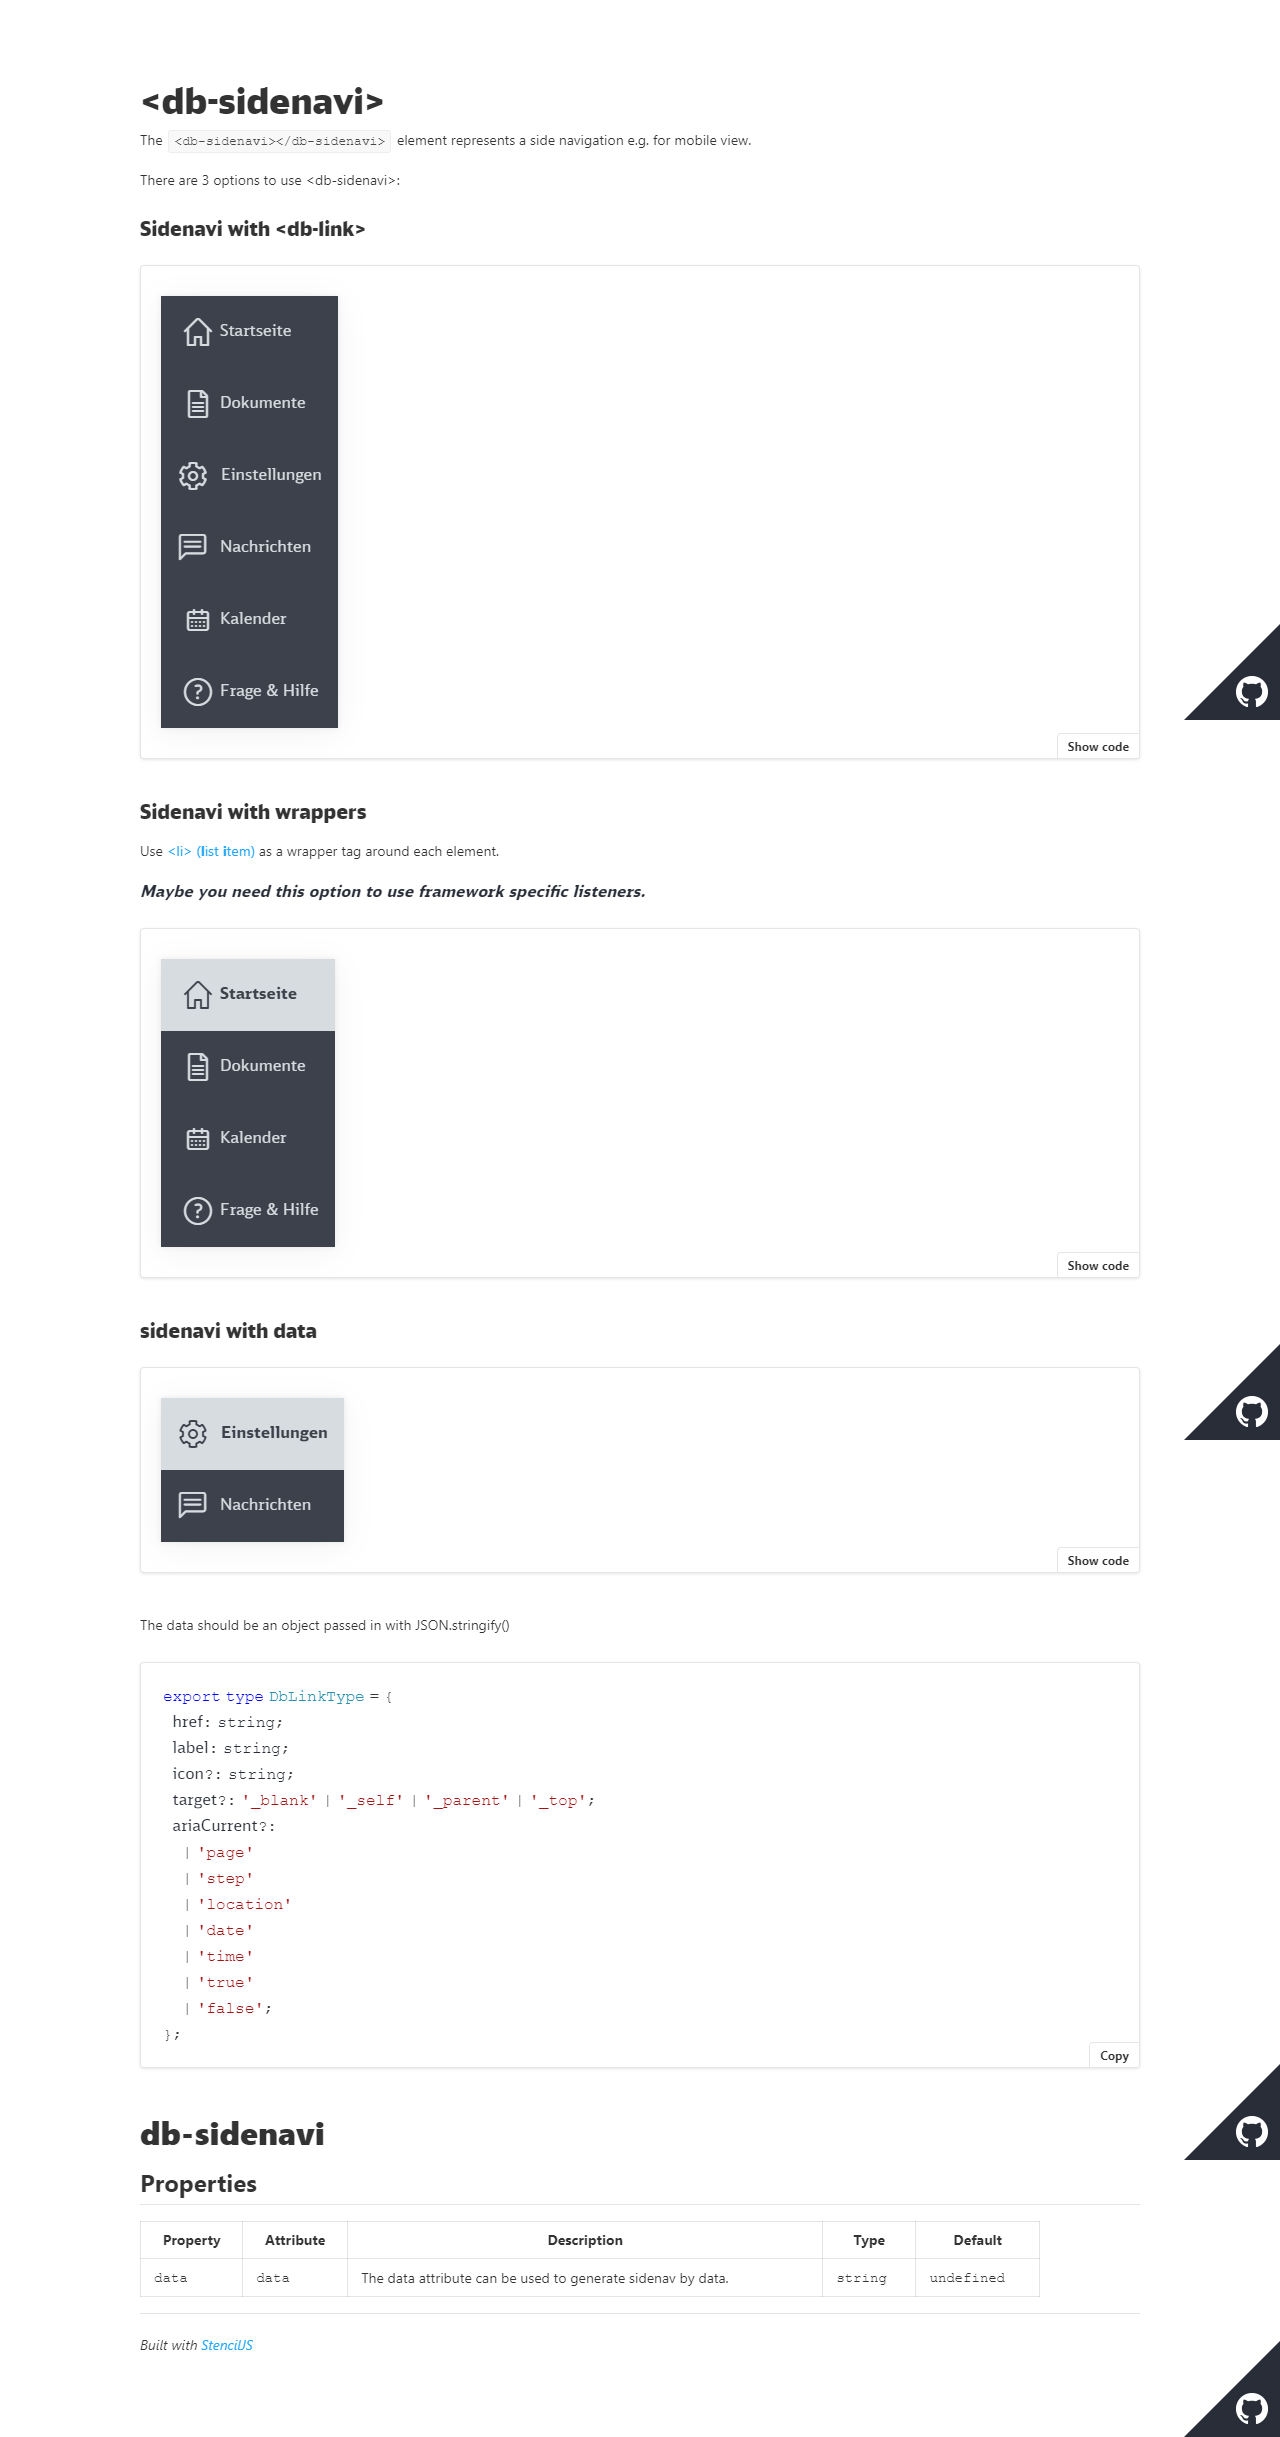 <db-sidenavi>
The <db-sidenavi></db-sidenavi> element represents a side navigation e.g. for mobile view.
There are 3 options to use <db-sidenavi>:
Sidenavi with <db-link>
Startseite
Dokumente
Einstellungen
Nachrichten
Kalender
Frage & Hilfe
Show code
Sidenavi with wrappers
Use <li> (list item) as a wrapper tag around each element.
Maybe you need this option to use framework specific listeners.
Startseite
Dokumente
Kalender
Frage & Hilfe
Show code
sidenavi with data
Einstellungen
Nachrichten
Show code
The data should be an object passed in with JSON.stringify()
export type DbLinkType = {
href: string;
label: string;
icon?: string;
target?: '_blank' | '_self' | '_parent' | '_top';
ariaCurrent?:
| 'page'
| 'step'
| 'location'
| 'date'
| 'time'
| 'true'
| 'false';
};
Copy
db-sidenavi
Properties
Property Attribute Description Type Default
data data The data attribute can be used to generate sidenav by data. string undefined
Built with StencilJS